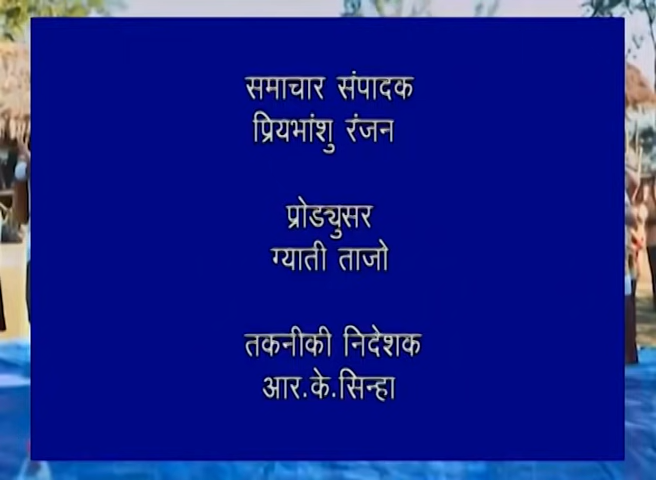 समाचार संपादक
प्रियभांशु रंजन
प्रोड्युसर
ग्याती ताजो
तकनीकी निदेशक
आर.के.सिन्हा